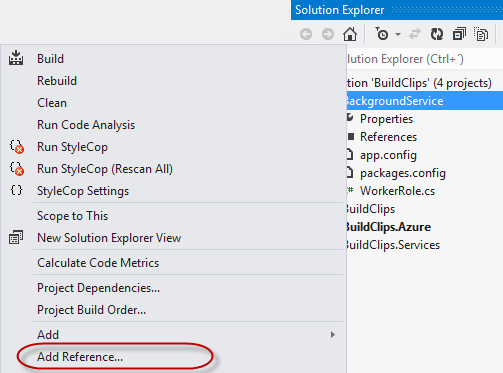 Solution Explorer
olution Explorer (Ctrl+´)
tion 'BuildClips' (4 projects)
BackgroundService
Properties
References
app.config
packages.config
C# WorkerRole.cs
BuildClips
BuildClips.Azure
BuildClips.Services
Build
Rebuild
Clean
Run Code Analysis
Run StyleCop
Run StyleCop (Rescan All)
{} StyleCop Settings
Scope to This
New Solution Explorer View
Calculate Code Metrics
Project Dependencies...
Project Build Order...
Add
Add Reference...